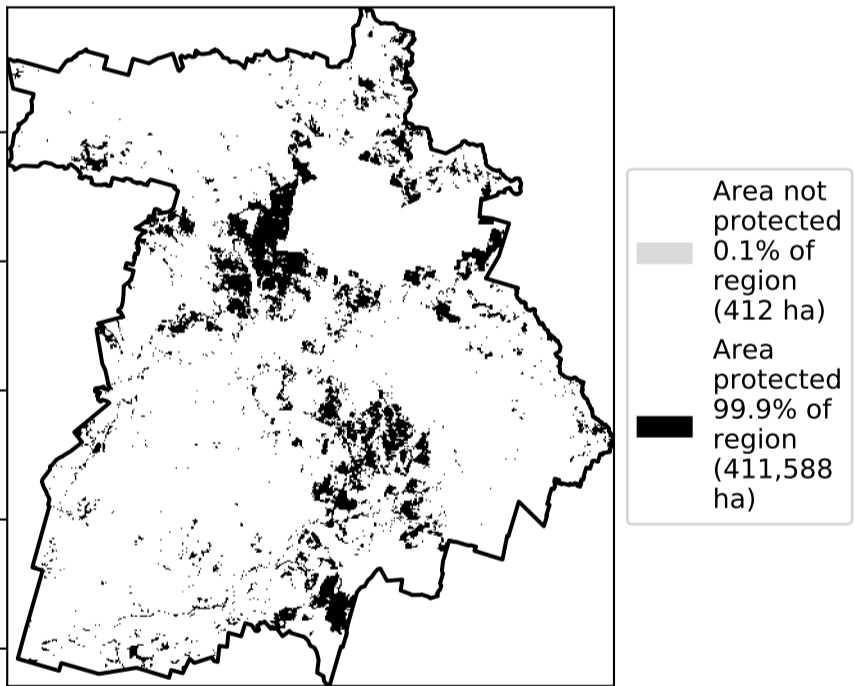 Area not
protected
0.1% of
region
(412 ha)
Area
protected
99.9% of
region
(411,588
ha)